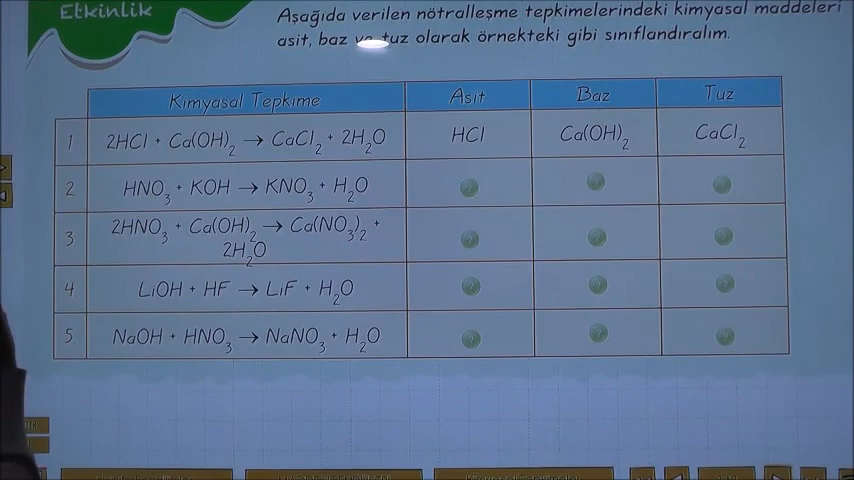 Etkinlik
Aşağıda verilen nötralleşme tepkimelerindeki kimyasal maddeleri
asit, baz ve tuz olarak örnekteki gibi sınıflandıralım.
Kimyasal Tepkime Asit Baz Tuz
1 2HCl + Ca(OH)₂ → CaCl₂ + 2H₂O HCl Ca(OH)₂ CaCl₂
2 HNO₃ + KOH → KNO₃ + H₂O ? ? ?
3 2HNO₃ + Ca(OH)₂ → Ca(NO₃)₂ +
2H₂O ? ? ?
4 LiOH + HF → LiF + H₂O ? ? ?
5 NaOH + HNO₃ → NaNO₃ + H₂O ? ? ?